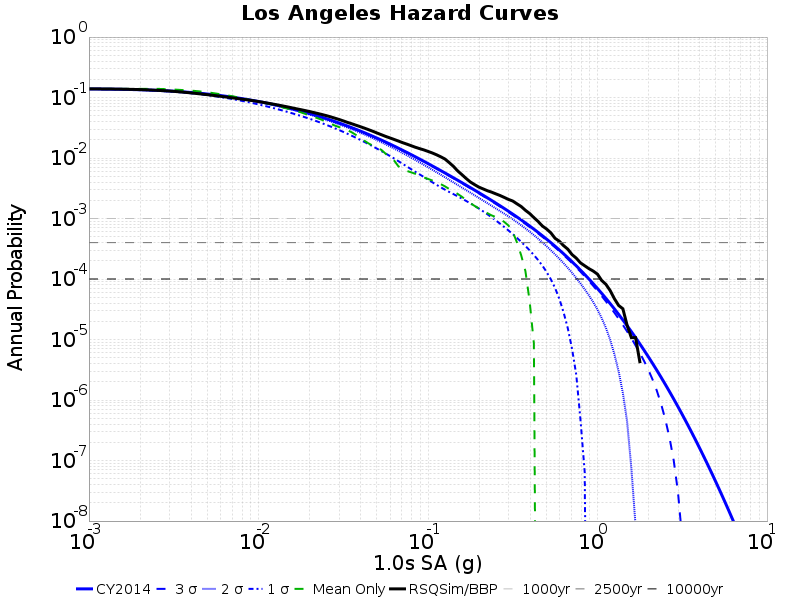 Los Angeles Hazard Curves
10^0
10^-1
10^-2
10^-3
10^-4
10^-5
10^-6
10^-7
10^-8
Annual Probability
10^-3 10^-2 10^-1 10^0 10^1
1.0s SA (g)
CY2014 3 σ 2 σ 1 σ Mean Only RSQSim/BBP 1000yr 2500yr 10000yr